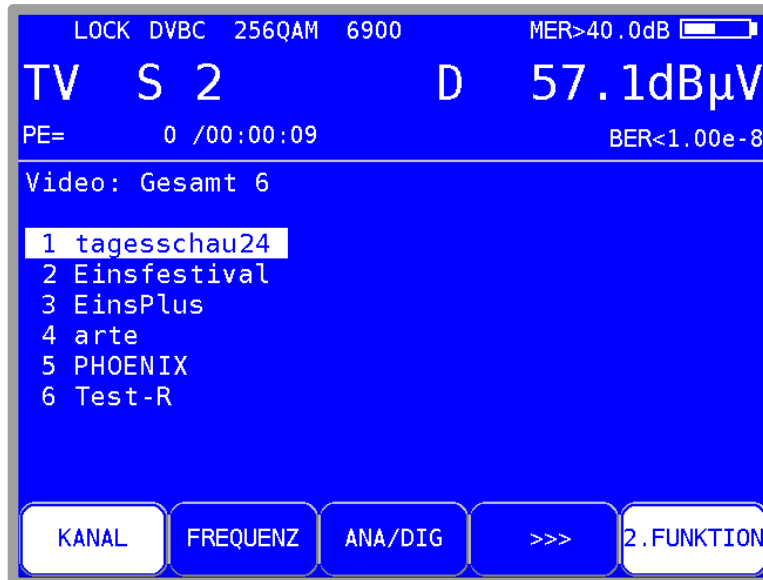 LOCK DVBC 256QAM 6900 MER>40.0dB
TV S 2 D 57.1dBµV
PE= 0 /00:00:09 BER<1.00e-8
Video: Gesamt 6
1 tagesschau24
2 Einsfestival
3 EinsPlus
4 arte
5 PHOENIX
6 Test-R
KANAL FREQUENZ ANA/DIG >>> 2.FUNKTION